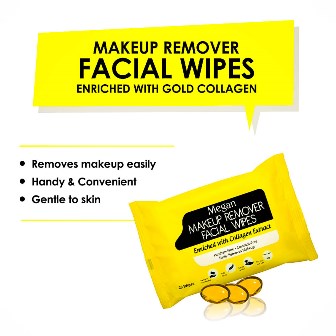 MAKEUP REMOVER
FACIAL WIPES
ENRICHED WITH GOLD COLLAGEN
Removes makeup easily
Handy & Convenient
Gentle to skin
Megan
MAKEUP REMOVER
FACIAL WIPES
Enriched with Collagen Extract